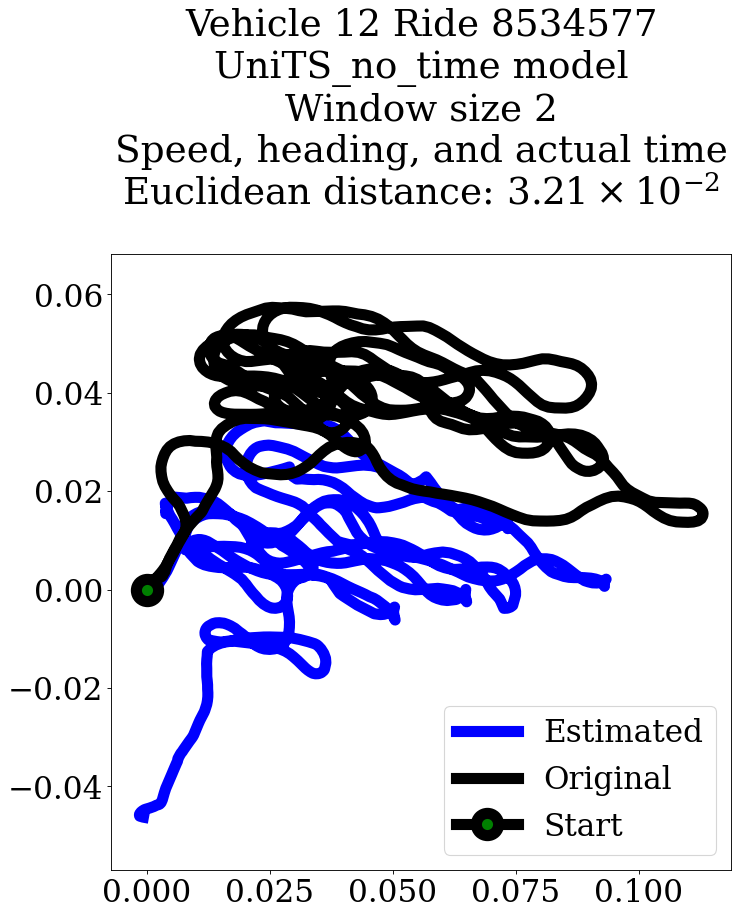 Vehicle 12 Ride 8534577
UniTS_no_time model
Window size 2
Speed, heading, and actual time
Euclidean distance: 3.21 × 10⁻²
0.06
0.04
0.02
0.00
−0.02
−0.04
0.000 0.025 0.050 0.075 0.100
Estimated
Original
Start